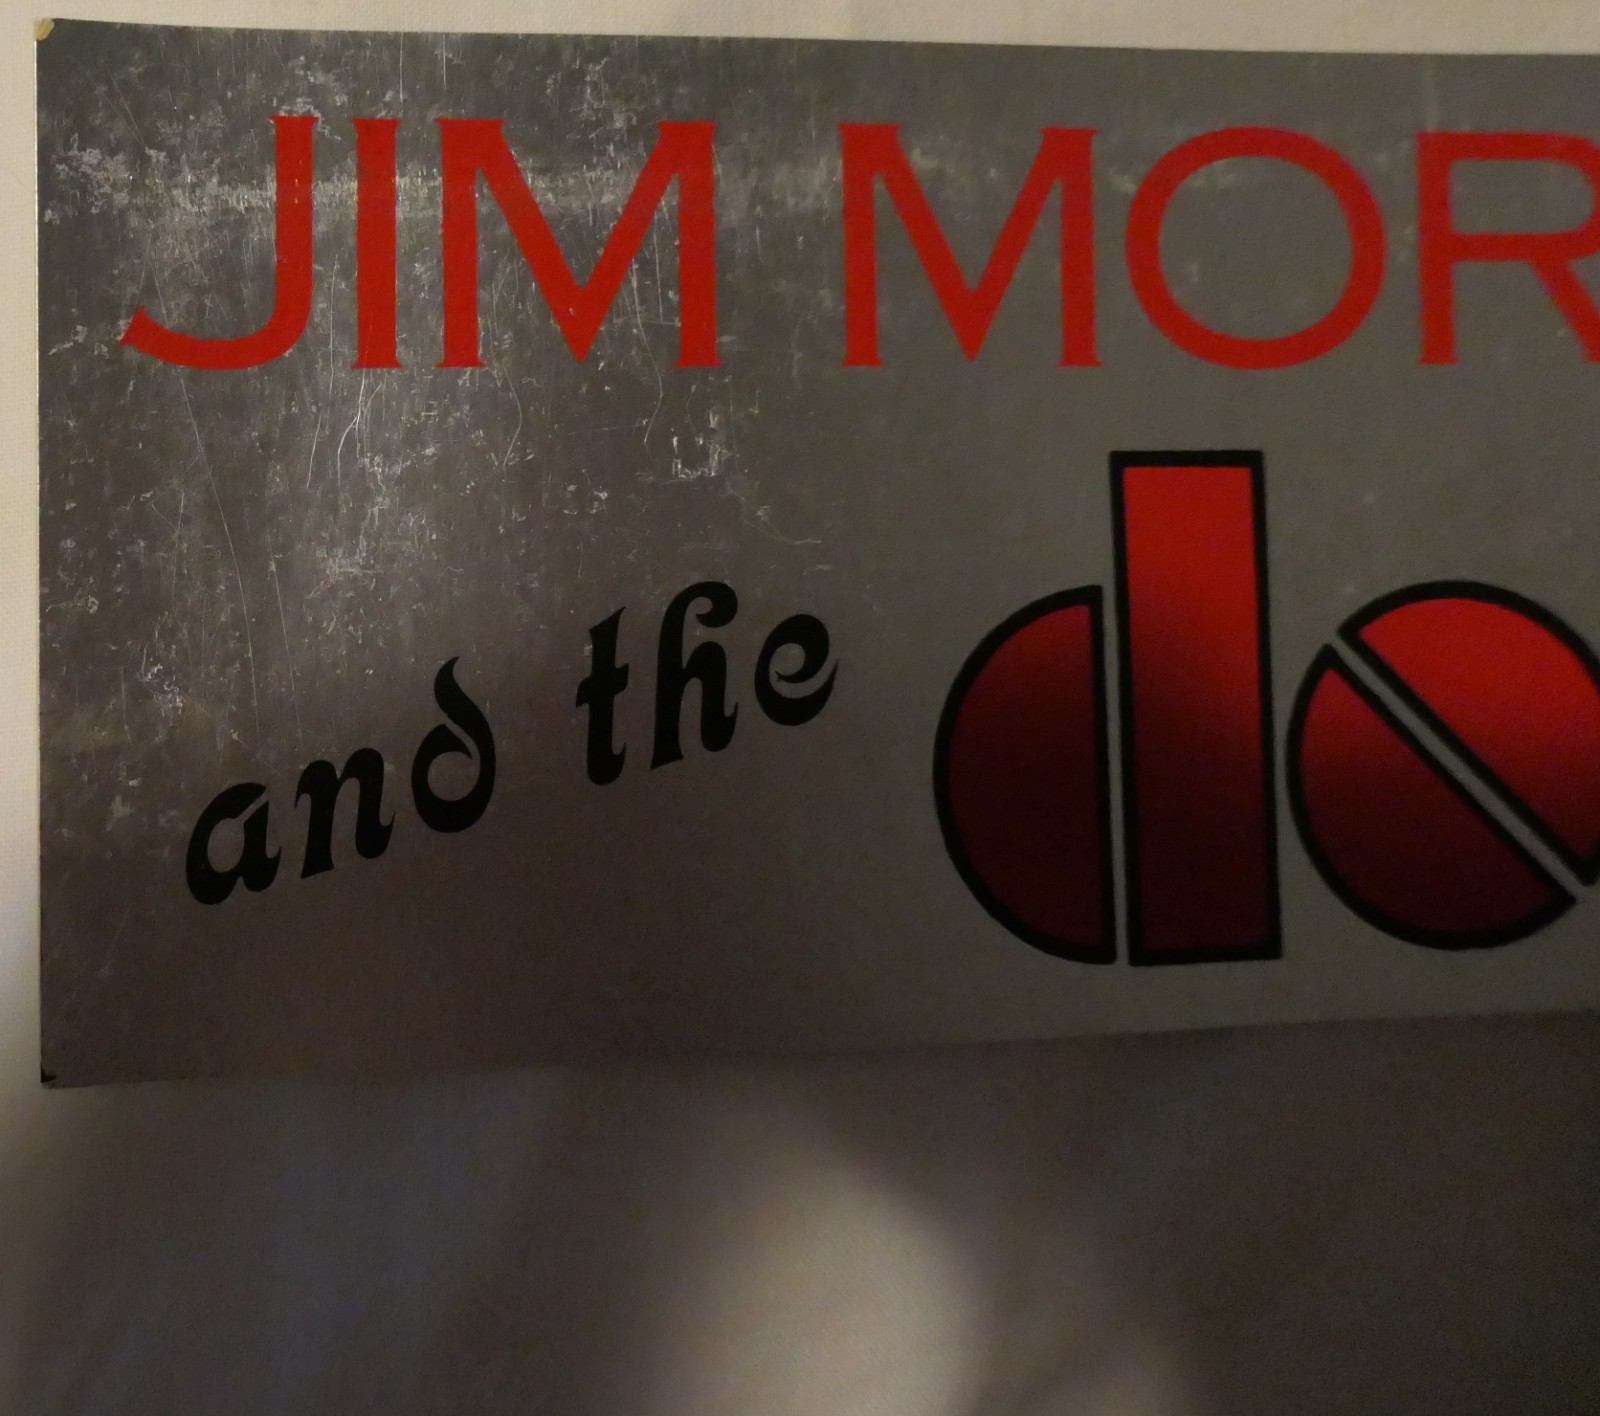 JIM MOR
and the do